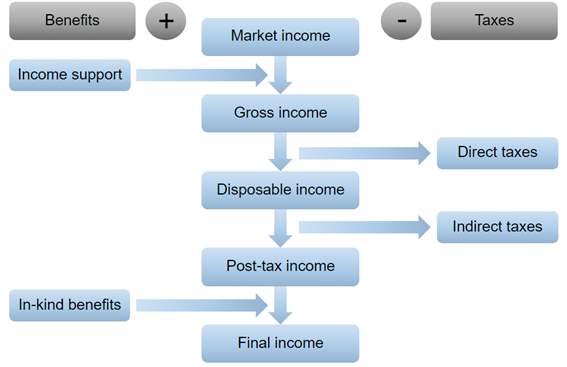 Benefits
+
-
Taxes
Market income
Income support
Gross income
Direct taxes
Disposable income
Indirect taxes
Post-tax income
In-kind benefits
Final income